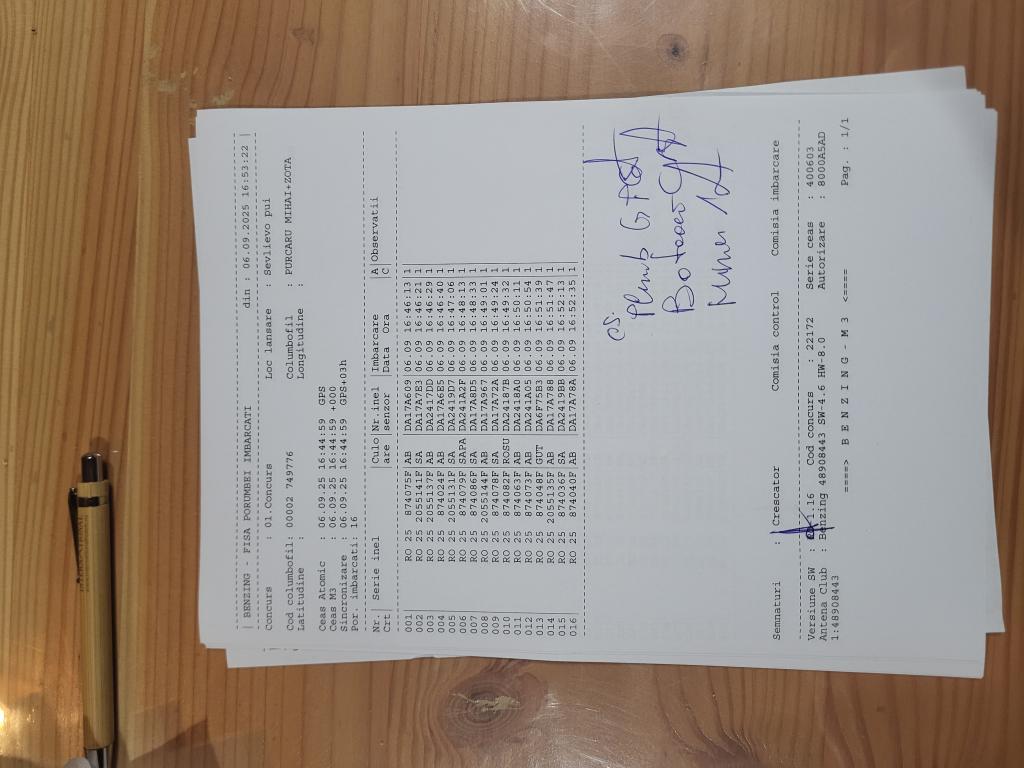 | BENZING - FISA PORUMBEI IMBARCATI din : 06.09.2025 16:53:22 |
Concurs : 01.Concurs Loc lansare : Sevlievo pui
Cod columbofil: 00002 749776 Columbofil : PURCARU MIHAI+ZOTA
Latitudine : Longitudine :
Ceas Atomic : 06.09.25 16:44:59 GPS
Ceas M3 : 06.09.25 16:44:59 +000
Sincronizare : 06.09.25 16:44:59 GPS+03h
Por. imbarcati: 16
Nr.| Serie inel |Culo|Nr.inel |Imbarcare |A|Observatii
Crt| |are |senzor |Data Ora |C|
001 RO 25 874075F AB DA17A609 06.09 16:46:13 1
002 RO 25 2055141F SA DA17A7E3 06.09 16:46:21 1
003 RO 25 2055137F AB DA2417DD 06.09 16:46:29 1
004 RO 25 874024F AB DA17A6E5 06.09 16:46:40 1
005 RO 25 2055131F SA DA2419D7 06.09 16:47:06 1
006 RO 25 874079F SAPA DA241A2F 06.09 16:48:13 1
007 RO 25 874086F SA DA17A8D5 06.09 16:48:33 1
008 RO 25 2055144F AB DA17A967 06.09 16:49:01 1
009 RO 25 874078F SA DA17A72A 06.09 16:49:24 1
010 RO 25 874082F ROSU DA24187B 06.09 16:49:32 1
011 RO 25 874063F AB DA2418A0 06.09 16:50:11 1
012 RO 25 874073F AB DA241A05 06.09 16:50:54 1
013 RO 25 874048F GUT DA6F75B3 06.09 16:51:39 1
014 RO 25 2055135F AB DA17A788 06.09 16:51:47 1
015 RO 25 874036F SA DA2419BB 06.09 16:52:13 1
016 RO 25 874040F AB DA17A78A 06.09 16:52:35 1
05.
Plumb G
Semnaturi : Crescator Comisia control Comisia imbarcare
Versiune SW : 1.16 Cod concurs : 22172 Serie ceas : 400603
Antena Club : Benzing 48908443 SW-4.6 HW-8.0 Autorizare : 8000A5AD
1:48908443
====> B E N Z I N G - M 3 <==== Pag. : 1/1